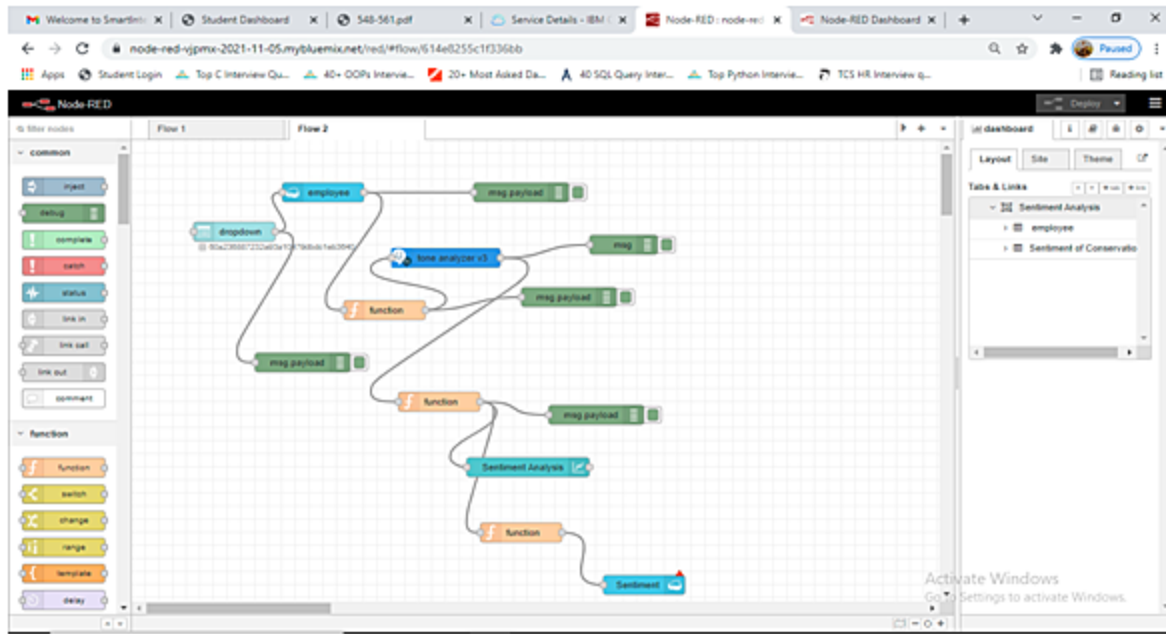 Welcome to SmartInte
Student Dashboard
548-561.pdf
Service Details - IBM C
Node-RED : node-red
Node-RED Dashboard
node-red-vjpmx-2021-11-05.mybluemix.net/red/#flow/614e8255c1f336bb
Paused
Apps
Student Login
Top C Interview Qu...
40+ OOPs Intervie...
20+ Most Asked Da...
40 SQL Query Inter...
Top Python Intervie...
TCS HR Interview q...
Reading list
Node-RED
Deploy
filter nodes
Flow 1
Flow 2
dashboard
common
Layout
Site
Theme
Tabs & Links
inject
debug
complete
catch
status
link in
link call
link out
comment
function
function
switch
change
range
template
delay
employee
msg.payload
dropdown
tone analyzer v3
msg
function
msg.payload
msg.payload
function
msg.payload
Sentiment Analysis
function
Sentiment
Sentiment Analysis
employee
Sentiment of Conservatio
Activate Windows
Go to Settings to activate Windows.